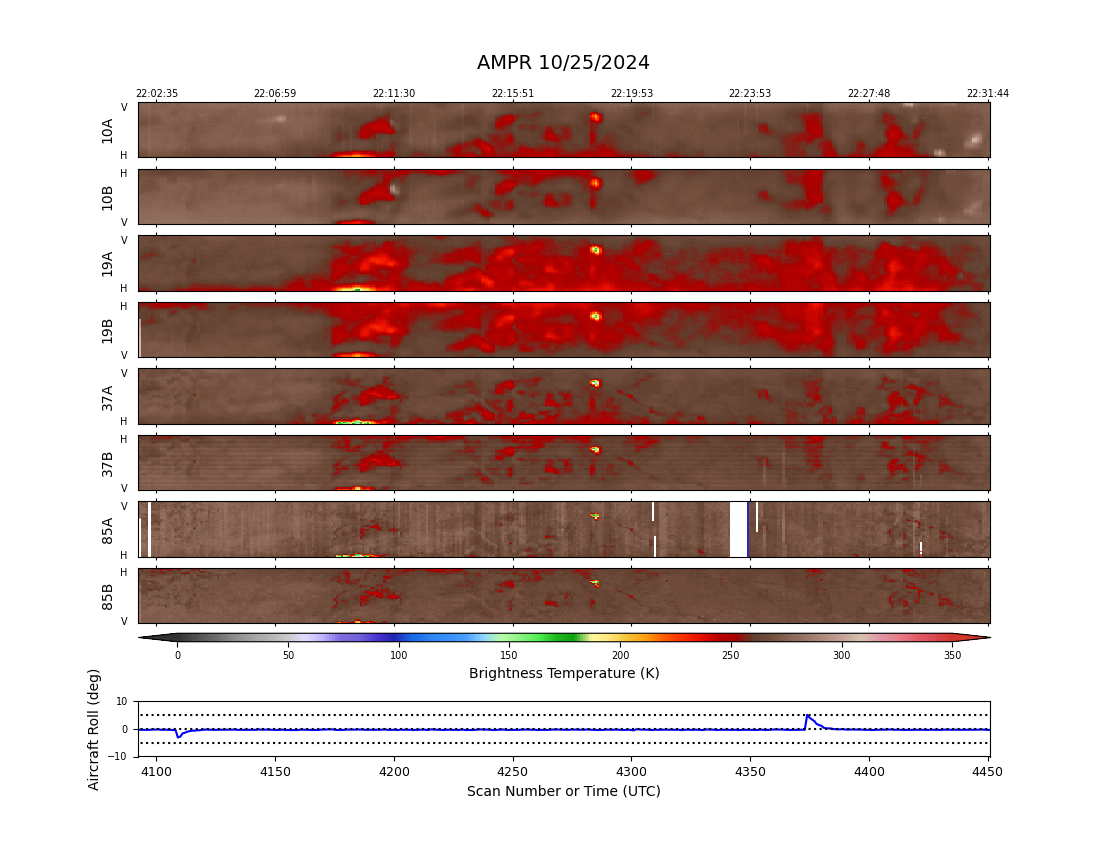 AMPR 10/25/2024
22:02:35 22:06:59 22:11:30 22:15:51 22:19:53 22:23:53 22:27:48 22:31:44
V
10A
H
H
10B
V
V
19A
H
H
19B
V
V
37A
H
H
37B
V
V
85A
H
H
85B
V
0 50 100 150 200 250 300 350
Brightness Temperature (K)
Aircraft Roll (deg)
10
0
−10
4100 4150 4200 4250 4300 4350 4400 4450
Scan Number or Time (UTC)